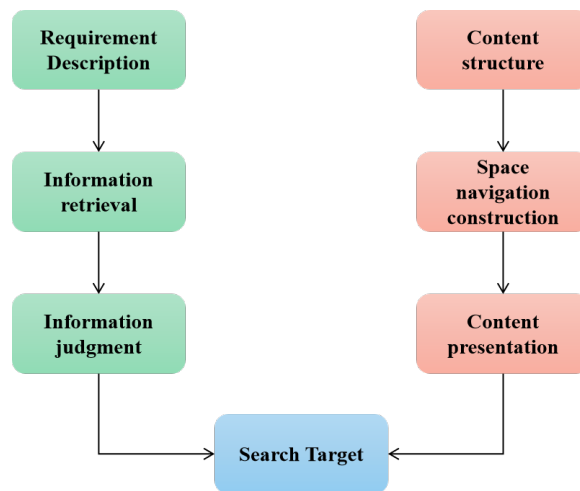 Requirement
Description
Content
structure
Information
retrieval
Space
navigation
construction
Information
judgment
Content
presentation
Search Target